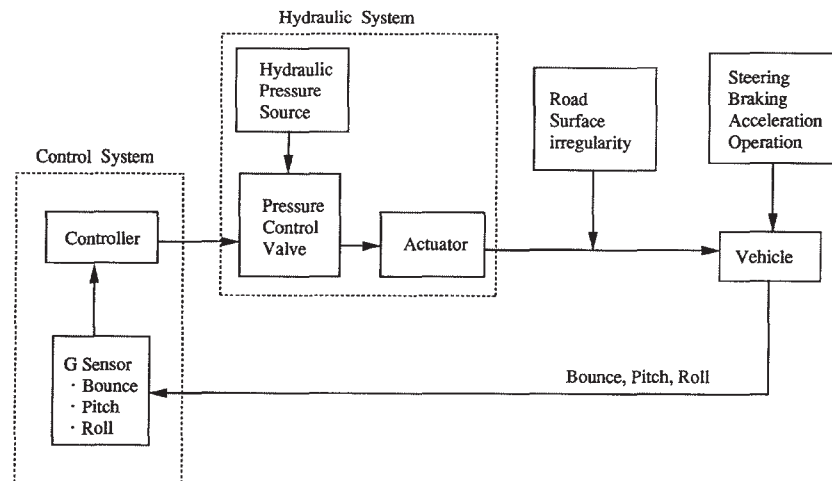 Hydraulic System
Hydraulic
Pressure
Source
Road
Surface
irregularity
Steering
Braking
Acceleration
Operation
Control System
Controller
Pressure
Control
Valve
Actuator
Vehicle
G Sensor
· Bounce
· Pitch
· Roll
Bounce, Pitch, Roll